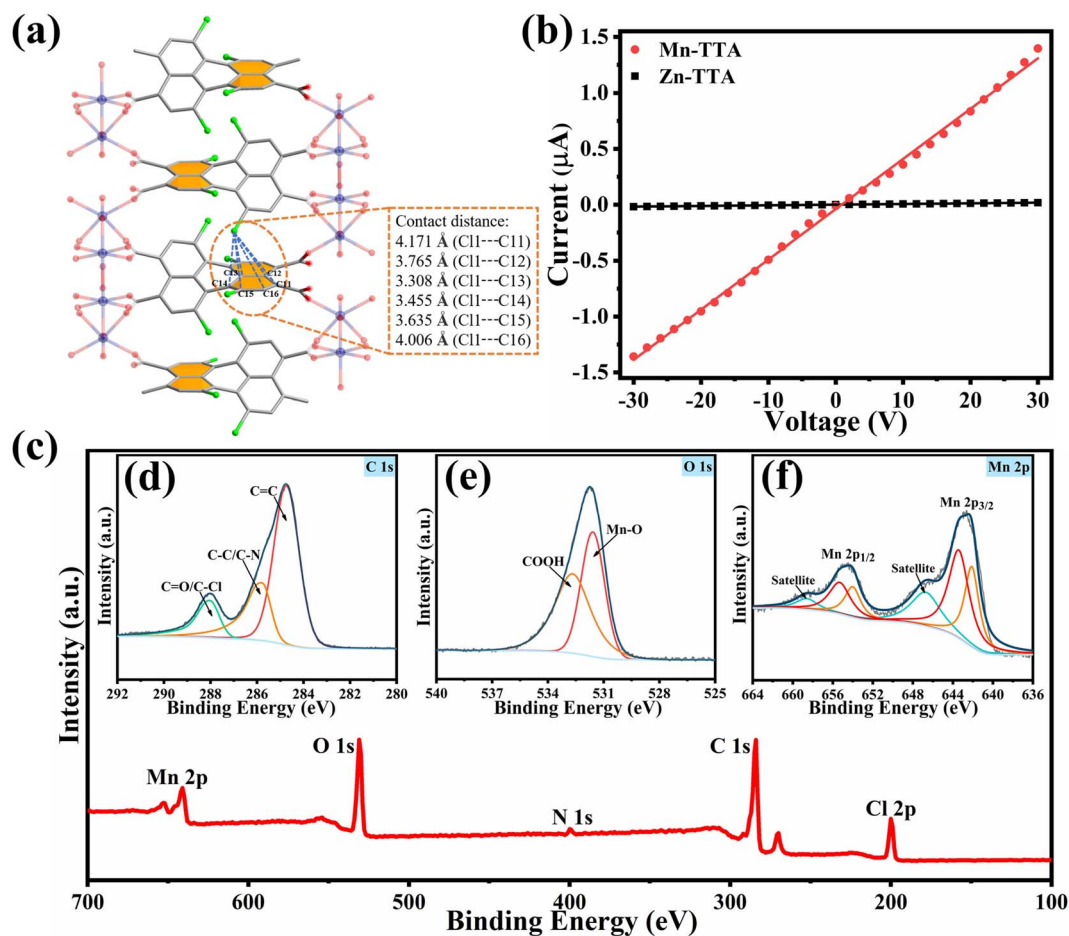 (a)
Contact distance:
4.171 Å (Cl1---C11)
3.765 Å (Cl1---C12)
3.308 Å (Cl1---C13)
3.455 Å (Cl1---C14)
3.635 Å (Cl1---C15)
4.006 Å (Cl1---C16)
C13
C12
C14
C11
C15
C16
(b)
Mn-TTA
Zn-TTA
Current (μA)
1.5
1.0
0.5
0.0
-0.5
-1.0
-1.5
-30 -20 -10 0 10 20 30
Voltage (V)
(c)
Intensity (a.u.)
(d)
C 1s
C=C
C-C/C-N
C=O/C-Cl
Intensity (a.u.)
292 290 288 286 284 282 280
Binding Energy (eV)
(e)
O 1s
Mn-O
COOH
Intensity (a.u.)
540 537 534 531 528 525
Binding Energy (eV)
(f)
Mn 2p
Mn 2p3/2
Mn 2p1/2
Satellite
Satellite
Intensity (a.u.)
664 660 656 652 648 644 640 636
Binding Energy (eV)
Mn 2p
O 1s
N 1s
C 1s
Cl 2p
700 600 500 400 300 200 100
Binding Energy (eV)